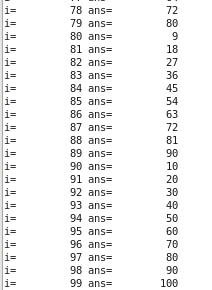 i= 78 ans= 72
i= 79 ans= 80
i= 80 ans= 9
i= 81 ans= 18
i= 82 ans= 27
i= 83 ans= 36
i= 84 ans= 45
i= 85 ans= 54
i= 86 ans= 63
i= 87 ans= 72
i= 88 ans= 81
i= 89 ans= 90
i= 90 ans= 10
i= 91 ans= 20
i= 92 ans= 30
i= 93 ans= 40
i= 94 ans= 50
i= 95 ans= 60
i= 96 ans= 70
i= 97 ans= 80
i= 98 ans= 90
i= 99 ans= 100